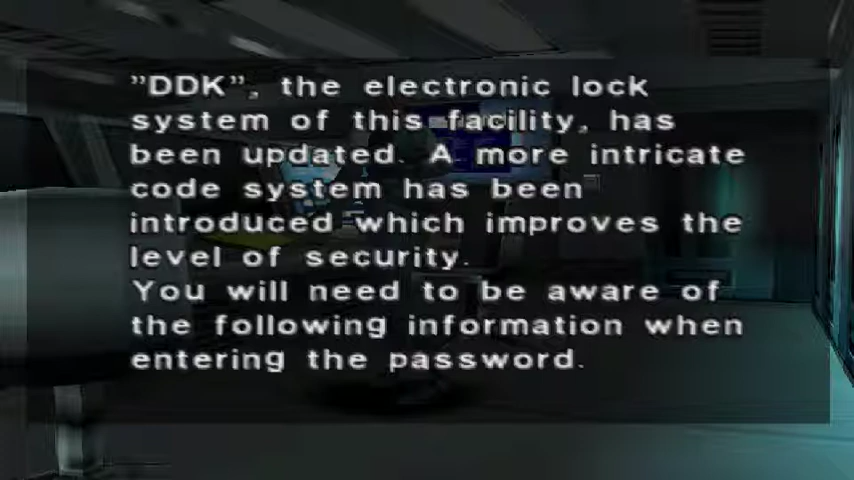 "DDK", the electronic lock
system of this facility, has
been updated. A more intricate
code system has been
introduced which improves the
level of security.
You will need to be aware of
the following information when
entering the password.